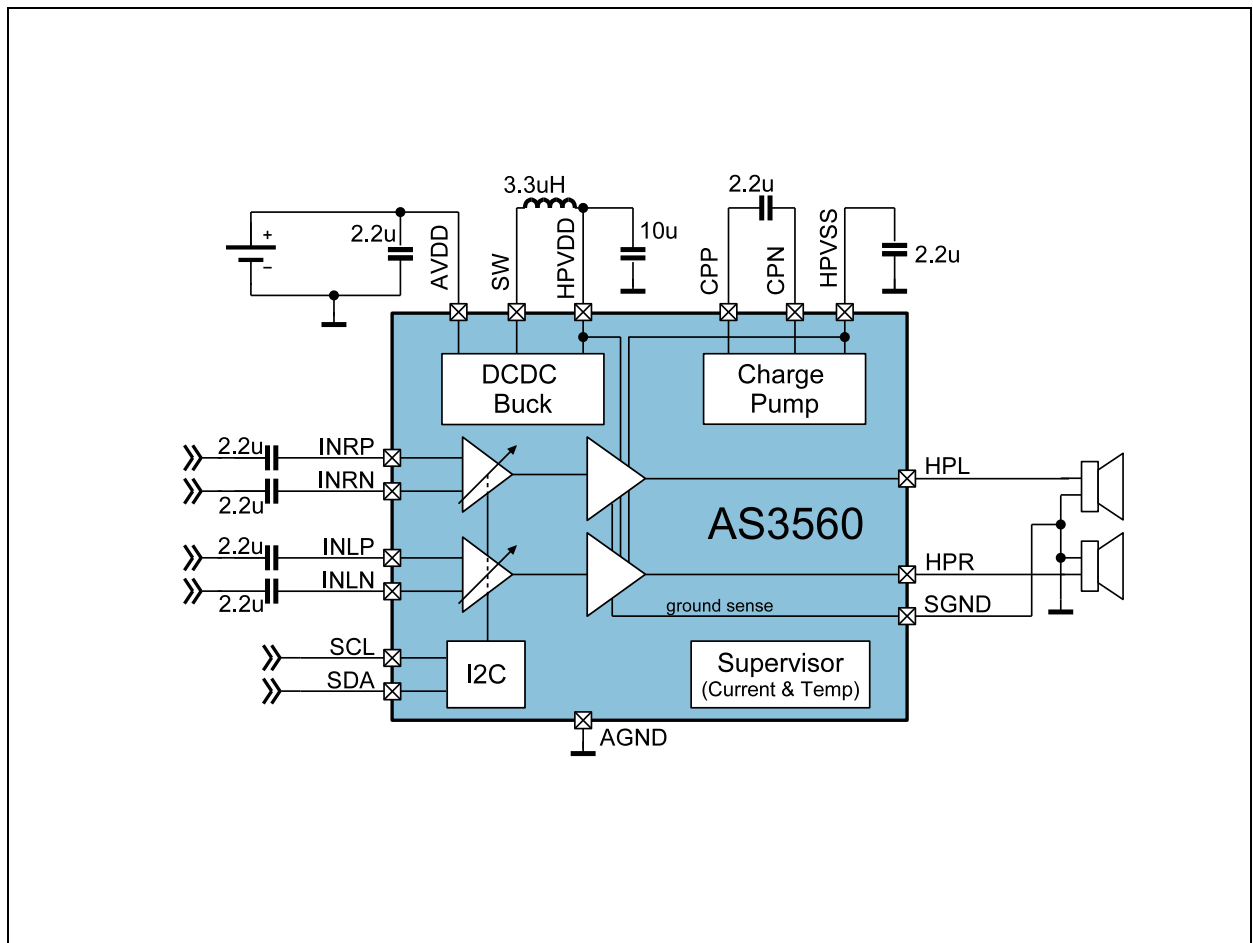 3.3uH
2.2u
2.2u
10u
2.2u
+
−
AVDD
SW
HPVDD
CPP
CPN
HPVSS
DCDC
Buck
Charge
Pump
2.2u
INRP
INRN
2.2u
HPL
AS3560
2.2u
INLP
INLN
2.2u
HPR
ground sense
SGND
SCL
SDA
I2C
Supervisor
(Current & Temp)
AGND